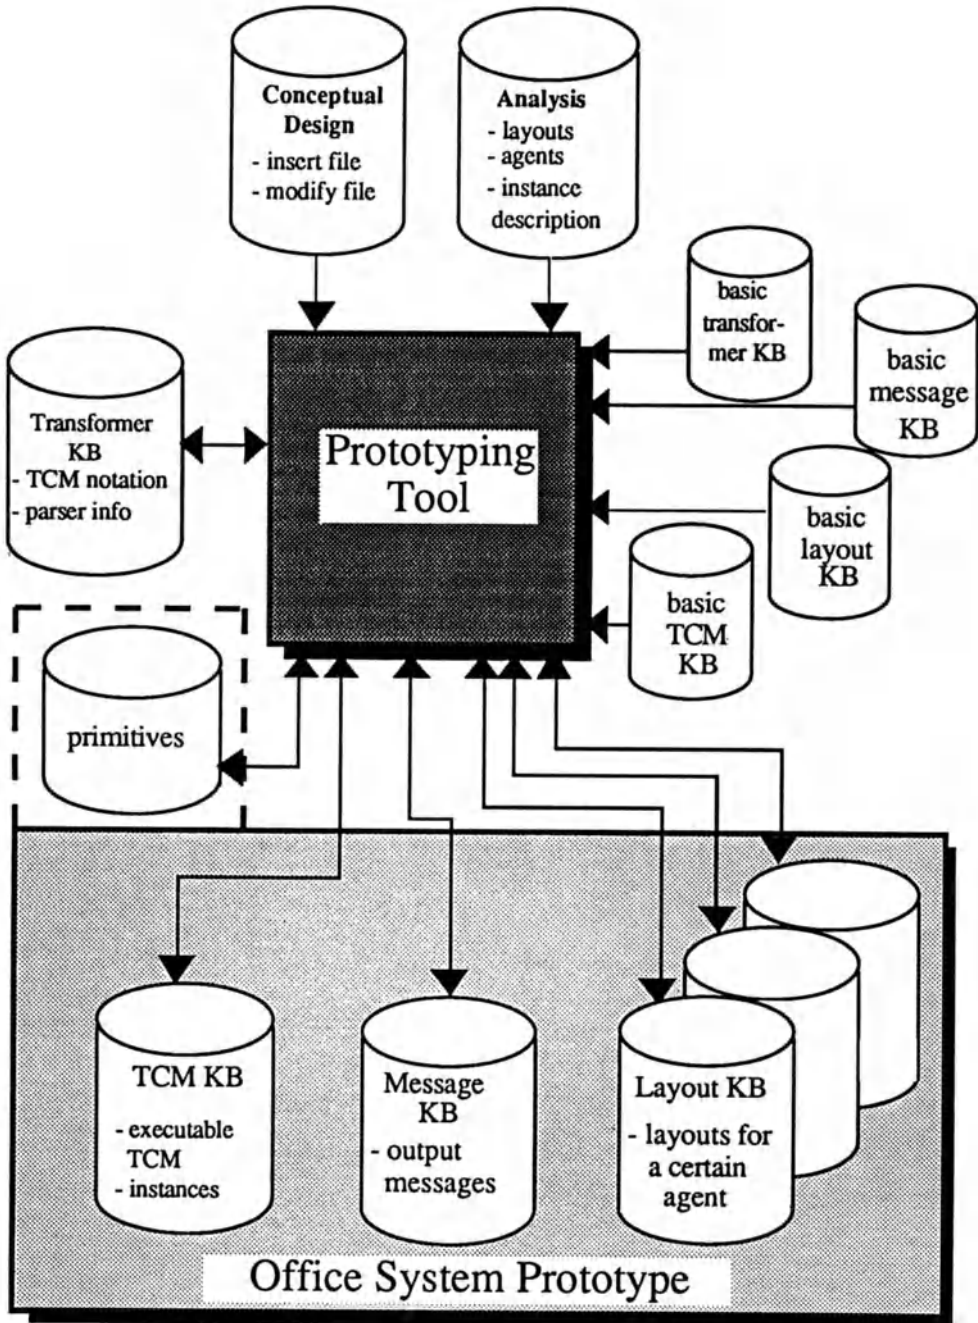 Conceptual
Design
- insert file
- modify file
Analysis
- layouts
- agents
- instance
description
basic
transfor-
mer KB
basic
message
KB
Transformer
KB
- TCM notation
- parser info
Prototyping
Tool
basic
layout
KB
basic
TCM
KB
primitives
TCM KB
- executable
TCM
- instances
Message
KB
- output
messages
Layout KB
- layouts for
a certain
agent
Office System Prototype